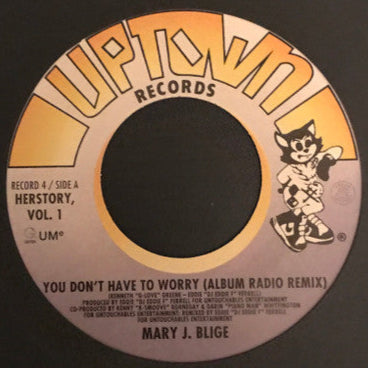 UPTOWN
RECORDS
RECORD 4 / SIDE A
HERSTORY,
VOL. 1
UMe
®
YOU DON'T HAVE TO WORRY (ALBUM RADIO REMIX)
(KENNETH "G-LOVE" GREENE – EDDIE "DJ EDDIE F" FERRELL)
PRODUCED BY EDDIE "DJ EDDIE F" FERRELL FOR UNTOUCHABLES ENTERTAINMENT
CO-PRODUCED BY KENNY "K-SMOOVE" KORNEGAY & DARIN "PIANO MAN" WHITTINGTON
FOR UNTOUCHABLES ENTERTAINMENT; REMIXED BY EDDIE "DJ EDDIE F" FERRELL
FOR UNTOUCHABLES ENTERTAINMENT
MARY J. BLIGE